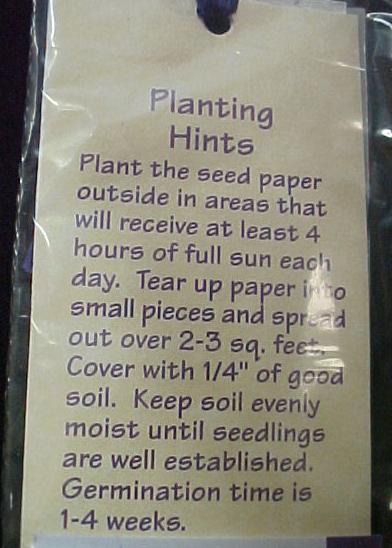 Planting
Hints
Plant the seed paper
outside in areas that
will receive at least 4
hours of full sun each
day. Tear up paper into
small pieces and spread
out over 2-3 sq. feet.
Cover with 1/4" of good
soil. Keep soil evenly
moist until seedlings
are well established.
Germination time is
1-4 weeks.